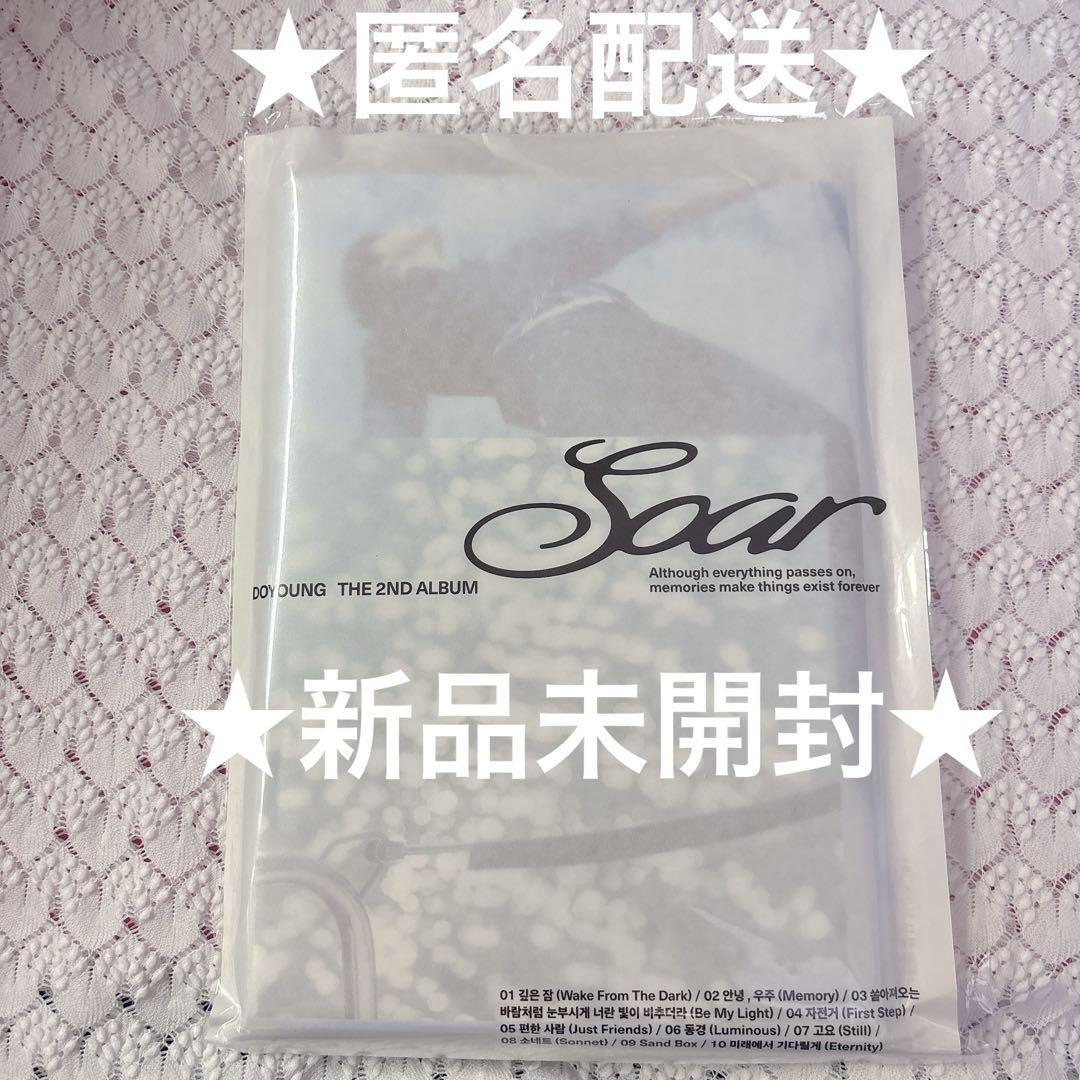 ★匿名配送★
Soar
Although everything passes on,
memories make things exist forever
DOYOUNG THE 2ND ALBUM
★新品未開封★
01 깊은 잠 (Wake From The Dark) / 02 안녕, 우주 (Memory) / 03 쏟아져오는
바람처럼 눈부시게 너란 빛이 비추더라 (Be My Light) / 04 자전거 (First Step) /
05 편한 사람 (Just Friends) / 06 동경 (Luminous) / 07 고요 (Still) /
08 소네트 (Sonnet) / 09 Sand Box / 10 미래에서 기다릴게 (Eternity)